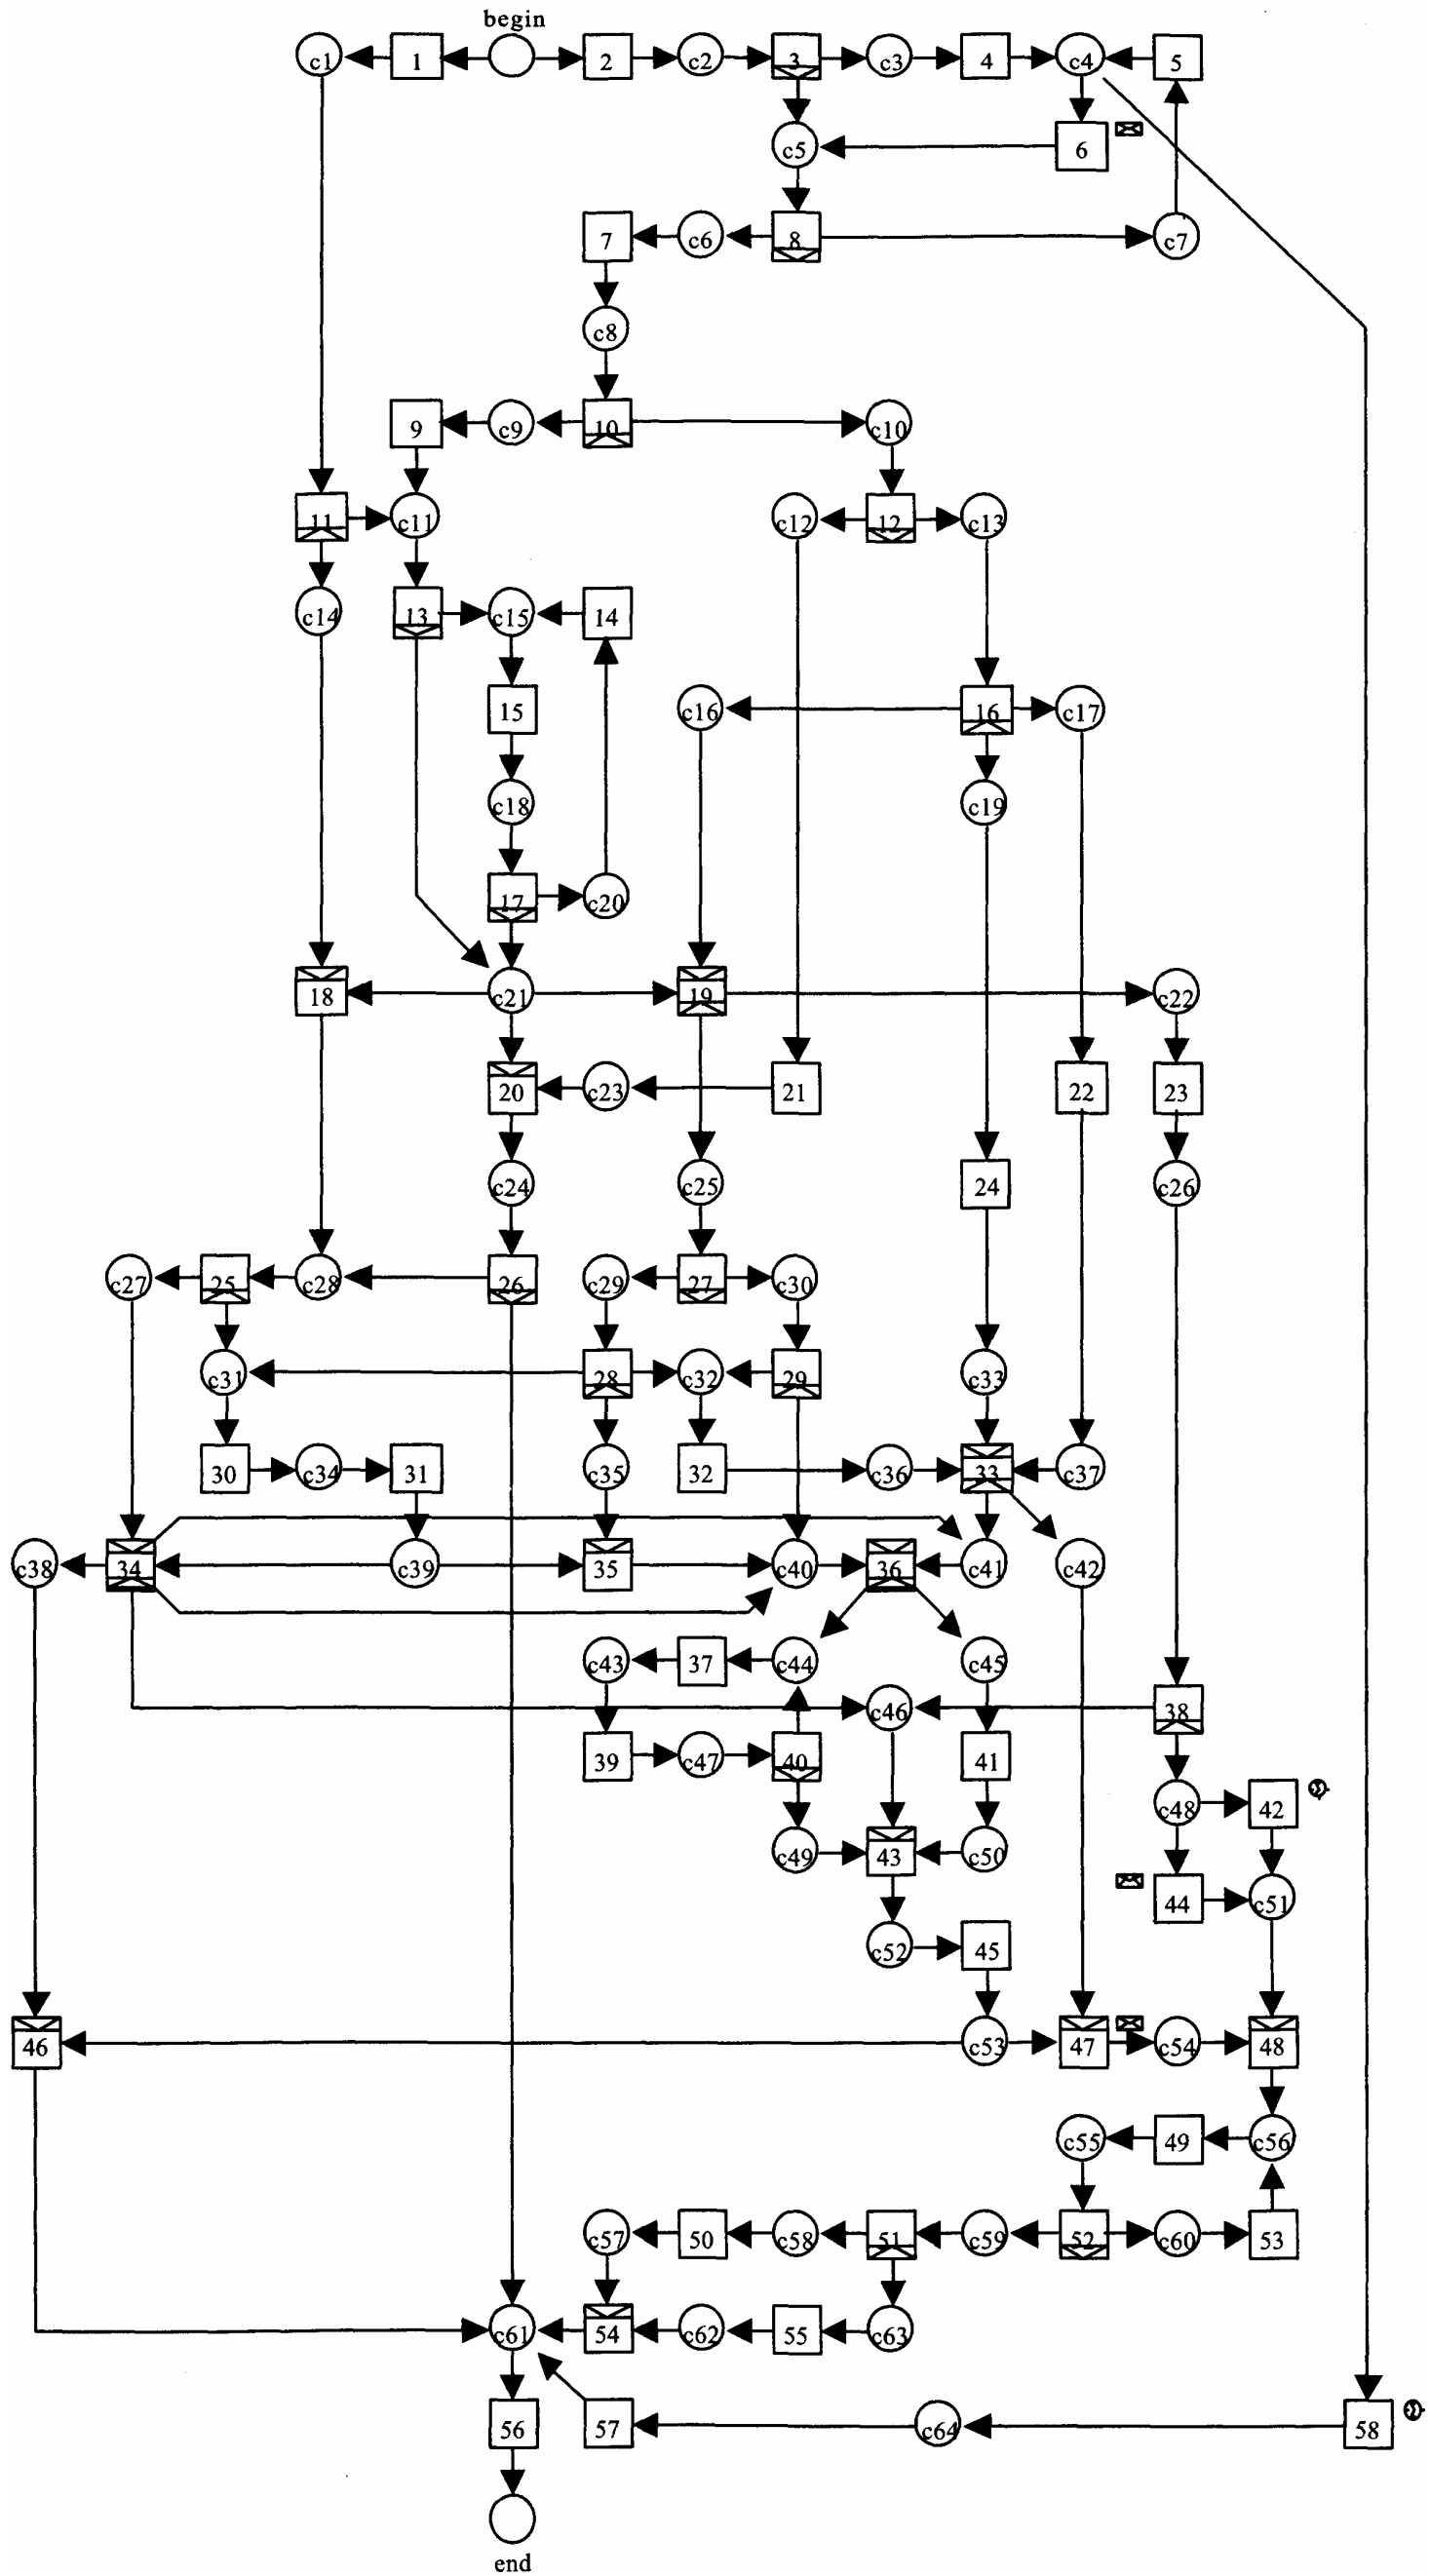 begin
c1 1 2 c2 3 c3 4 c4 5
c5 6
7 c6 8 c7
c8
9 c9 10 c10
11 c11 c12 12 c13
c14 13 c15 14
15 c16 16 c17
c18 c19
17 c20
18 c21 19 c22
20 c23 21 22 23
c24 c25 24 c26
c27 25 c28 26 c29 27 c30
c31 28 c32 29 c33
30 c34 31 c35 32 c36 33 c37
c38 34 c39 35 c40 36 c41 c42
c43 37 c44 c45
c46 38
39 c47 40 41
c48 42
c49 43 c50
44 c51
c52 45
46 c53 47 c54 48
c55 49 c56
c57 50 c58 51 c59 52 c60 53
c61 54 c62 55 c63
56 57 c64 58
end